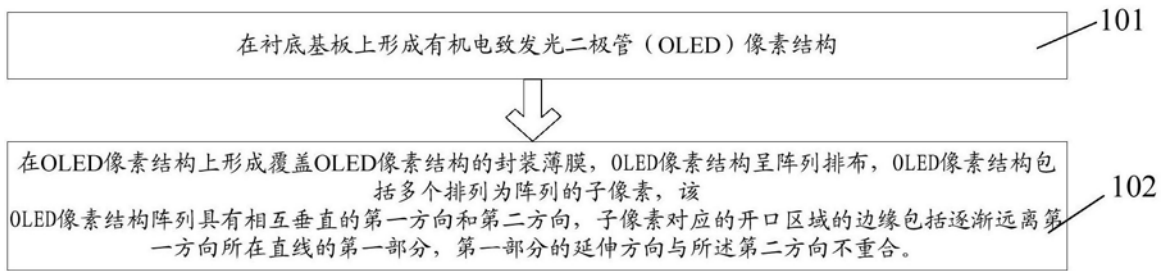 在衬底基板上形成有机电致发光二极管（OLED）像素结构
101
在OLED像素结构上形成覆盖OLED像素结构的封装薄膜，OLED像素结构呈阵列排布，OLED像素结构包
括多个排列为阵列的子像素，该
OLED像素结构阵列具有相互垂直的第一方向和第二方向，子像素对应的开口区域的边缘包括逐渐远离第
一方向所在直线的第一部分，第一部分的延伸方向与所述第二方向不重合。
102